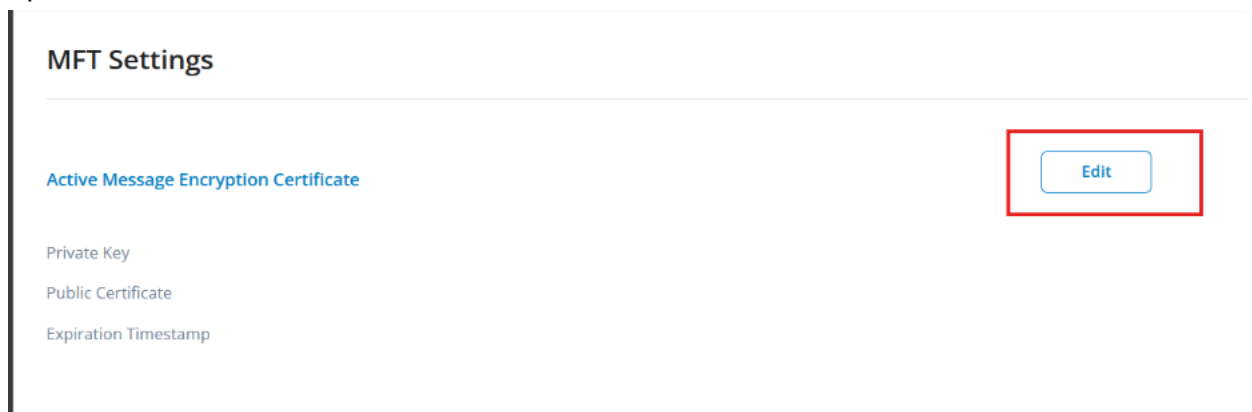 MFT Settings
Active Message Encryption Certificate
Edit
Private Key
Public Certificate
Expiration Timestamp